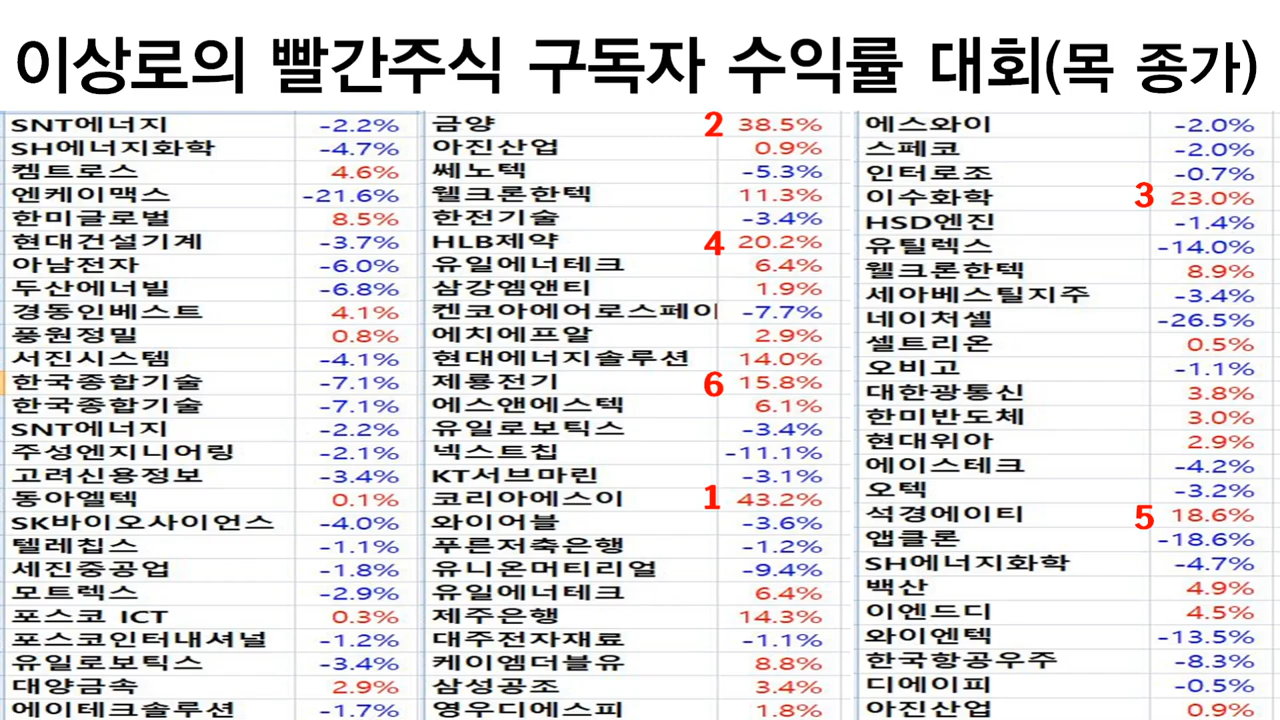 이상로의 빨간주식 구독자 수익률 대회(목 종가)
SNT에너지 -2.2%
SH에너지화학 -4.7%
켐트로스 4.6%
엔케이맥스 -21.6%
한미글로벌 8.5%
현대건설기계 -3.7%
아남전자 -6.0%
두산에너빌 -6.8%
경동인베스트 4.1%
풍원정밀 0.8%
서진시스템 -4.1%
한국종합기술 -7.1%
한국종합기술 -7.1%
SNT에너지 -2.2%
주성엔지니어링 -2.1%
고려신용정보 -3.4%
동아엘텍 0.1%
SK바이오사이언스 -4.0%
텔레칩스 -1.1%
세진중공업 -1.8%
모트렉스 -2.9%
포스코 ICT 0.3%
포스코인터내셔널 -1.2%
유일로보틱스 -3.4%
대양금속 2.9%
에이테크솔루션 -1.7%
금양 2 38.5%
아진산업 0.9%
쎄노텍 -5.3%
웰크론한텍 11.3%
한전기술 -3.4%
HLB제약 4 20.2%
유일에너테크 6.4%
삼강엠앤티 1.9%
켄코아에어로스페이 -7.7%
에치에프알 2.9%
현대에너지솔루션 14.0%
제룡전기 6 15.8%
에스앤에스텍 6.1%
유일로보틱스 -3.4%
넥스트칩 -11.1%
KT서브마린 -3.1%
코리아에스이 1 43.2%
와이어블 -3.6%
푸른저축은행 -1.2%
유니온머티리얼 -9.4%
유일에너테크 6.4%
제주은행 14.3%
대주전자재료 -1.1%
케이엠더블유 8.8%
삼성공조 3.4%
영우디에스피 1.8%
에스와이 -2.0%
스페코 -2.0%
인터로조 -0.7%
이수화학 3 23.0%
HSD엔진 -1.4%
유틸렉스 -14.0%
웰크론한텍 8.9%
세아베스틸지주 -3.4%
네이처셀 -26.5%
셀트리온 0.5%
오비고 -1.1%
대한광통신 3.8%
한미반도체 3.0%
현대위아 2.9%
에이스테크 -4.2%
오텍 -3.2%
석경에이티 5 18.6%
앱클론 -18.6%
SH에너지화학 -4.7%
백산 4.9%
이엔드디 4.5%
와이엔텍 -13.5%
한국항공우주 -8.3%
디에이피 -0.5%
아진산업 0.9%